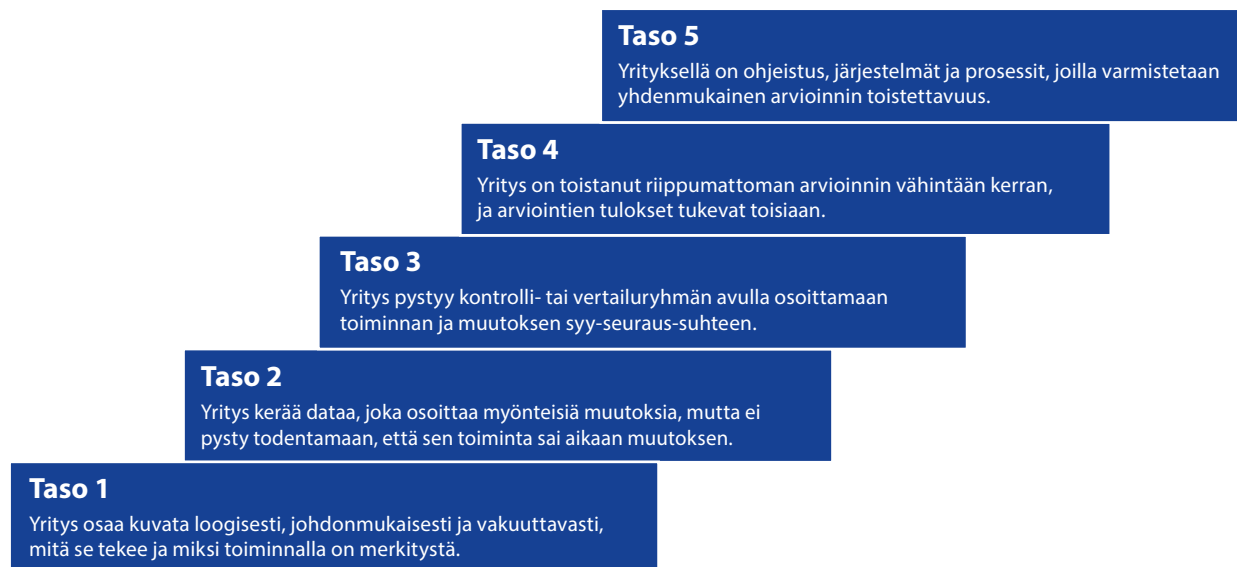 Taso 5
Yrityksellä on ohjeistus, järjestelmät ja prosessit, joilla varmistetaan
yhdenmukainen arvioinnin toistettavuus.
Taso 4
Yritys on toistanut riippumattoman arvioinnin vähintään kerran,
ja arviointien tulokset tukevat toisiaan.
Taso 3
Yritys pystyy kontrolli- tai vertailuryhmän avulla osoittamaan
toiminnan ja muutoksen syy-seuraus-suhteen.
Taso 2
Yritys kerää dataa, joka osoittaa myönteisiä muutoksia, mutta ei
pysty todentamaan, että sen toiminta sai aikaan muutoksen.
Taso 1
Yritys osaa kuvata loogisesti, johdonmukaisesti ja vakuuttavasti,
mitä se tekee ja miksi toiminnalla on merkitystä.